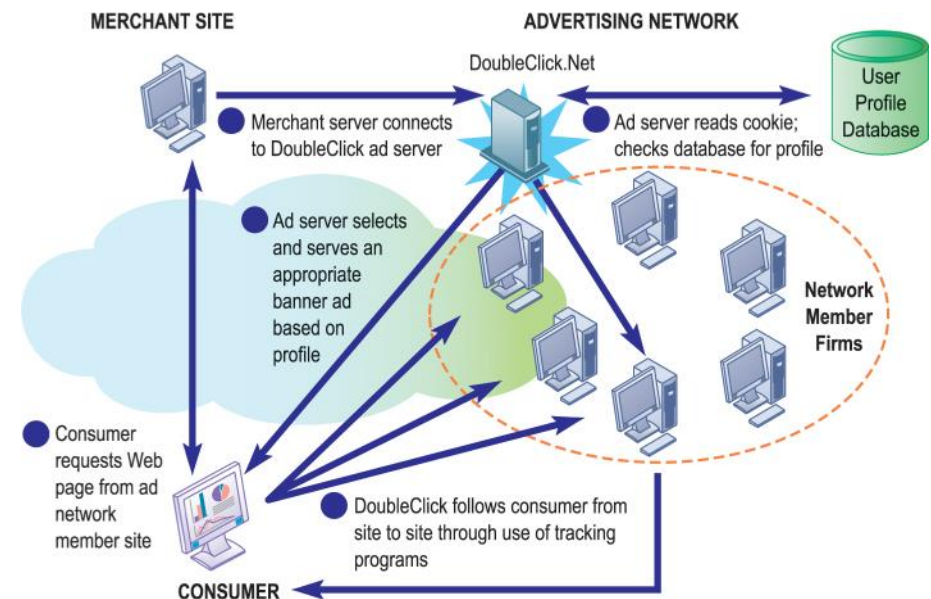 MERCHANT SITE
ADVERTISING NETWORK
DoubleClick.Net
User
Profile
Database
Merchant server connects
to DoubleClick ad server
Ad server reads cookie;
checks database for profile
Ad server selects
and serves an
appropriate
banner ad
based on
profile
Network
Member
Firms
Consumer
requests Web
page from ad
network
member site
DoubleClick follows consumer from
site to site through use of tracking
programs
CONSUMER